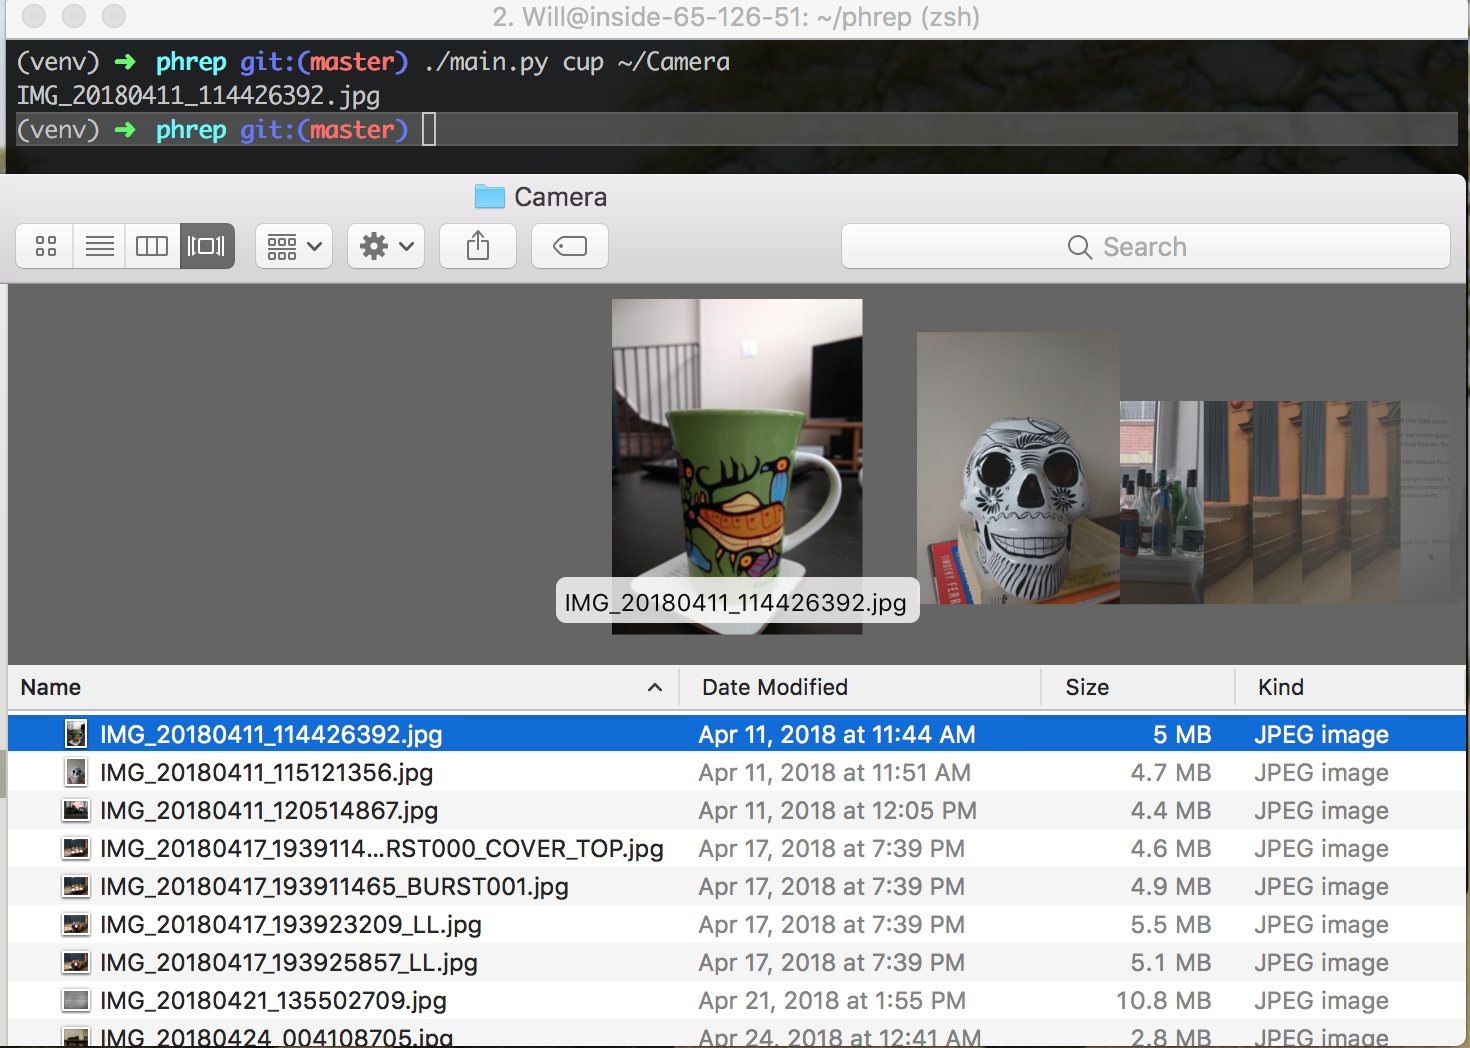 2. Will@inside-65-126-51: ~/phrep (zsh)
(venv) ➜ phrep git:(master) ./main.py cup ~/Camera
IMG_20180411_114426392.jpg
(venv) ➜ phrep git:(master)
Camera
Search
TIMOTHY FERR
IMG_20180411_114426392.jpg
Name Date Modified Size Kind
IMG_20180411_114426392.jpg Apr 11, 2018 at 11:44 AM 5 MB JPEG image
IMG_20180411_115121356.jpg Apr 11, 2018 at 11:51 AM 4.7 MB JPEG image
IMG_20180411_120514867.jpg Apr 11, 2018 at 12:05 PM 4.4 MB JPEG image
IMG_20180417_1939114...RST000_COVER_TOP.jpg Apr 17, 2018 at 7:39 PM 4.6 MB JPEG image
IMG_20180417_193911465_BURST001.jpg Apr 17, 2018 at 7:39 PM 4.9 MB JPEG image
IMG_20180417_193923209_LL.jpg Apr 17, 2018 at 7:39 PM 5.5 MB JPEG image
IMG_20180417_193925857_LL.jpg Apr 17, 2018 at 7:39 PM 5.1 MB JPEG image
IMG_20180421_135502709.jpg Apr 21, 2018 at 1:55 PM 10.8 MB JPEG image
IMG_20180424_004108705.jpg Apr 24, 2018 at 12:41 AM 2.8 MB JPEG image